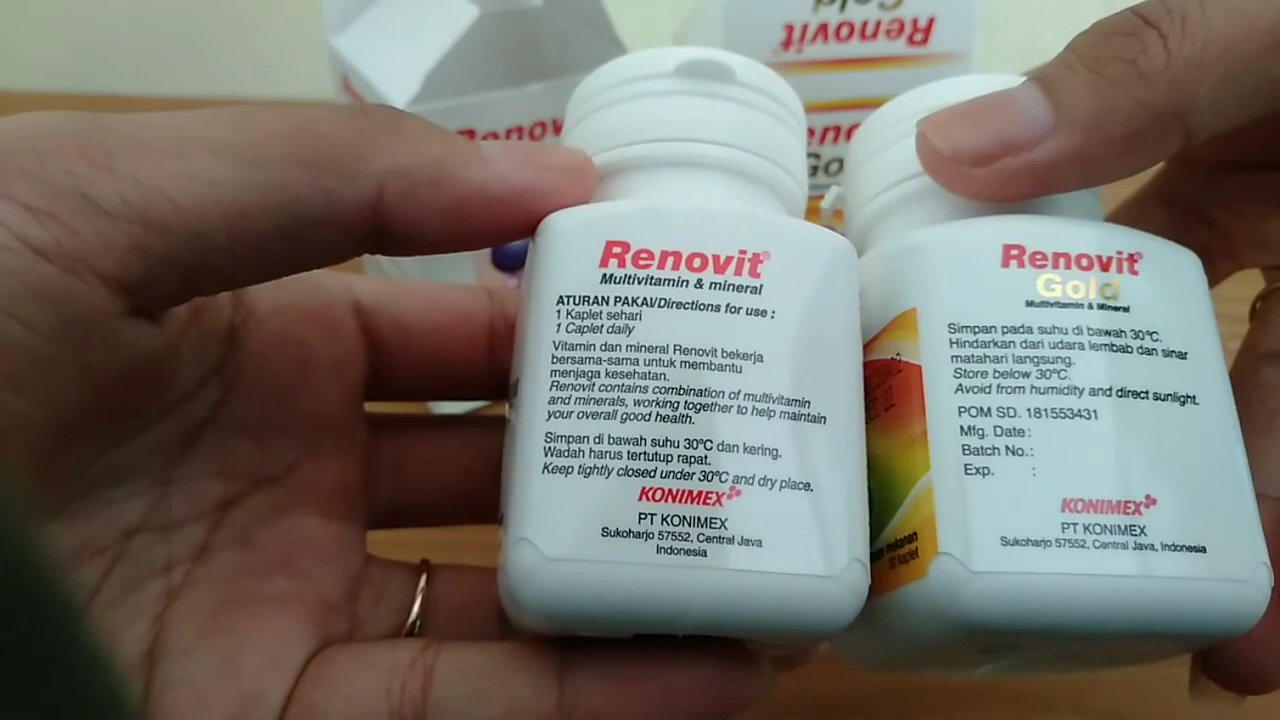 Renovit
Gold
Renovit
Gold
Renovit®
Multivitamin & mineral
ATURAN PAKAI/Directions for use :
1 Kaplet sehari
1 Caplet daily
Vitamin dan mineral Renovit bekerja
bersama-sama untuk membantu
menjaga kesehatan.
Renovit contains combination of multivitamin
and minerals, working together to help maintain
your overall good health.
Simpan di bawah suhu 30°C dan kering.
Wadah harus tertutup rapat.
Keep tightly closed under 30°C and dry place.
KONIMEX
PT KONIMEX
Sukoharjo 57552, Central Java
Indonesia
Renovit®
Gold
Multivitamin & Mineral
Simpan pada suhu di bawah 30°C.
Hindarkan dari udara lembab dan sinar
matahari langsung.
Store below 30°C.
Avoid from humidity and direct sunlight.
POM SD. 181553431
Mfg. Date :
Batch No. :
Exp. :
KONIMEX
PT KONIMEX
Sukoharjo 57552, Central Java, Indonesia
makanan
30 kaplet